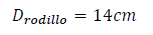 D_rodillo = 14cm